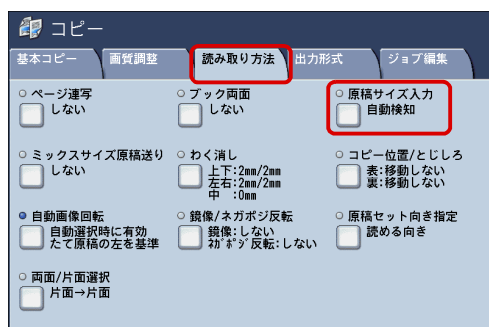 コピー
基本コピー 画質調整 読み取り方法 出力形式 ジョブ編集
ページ連写
しない
ブック両面
しない
原稿サイズ入力
自動検知
ミックスサイズ原稿送り
しない
わく消し
上下:2mm/2mm
左右:2mm/2mm
中 :0mm
コピー位置/とじしろ
表:移動しない
裏:移動しない
自動画像回転
自動選択時に有効
たて原稿の左を基準
鏡像/ネガポジ反転
鏡像:しない
ネガポジ反転:しない
原稿セット向き指定
読める向き
両面/片面選択
片面→片面